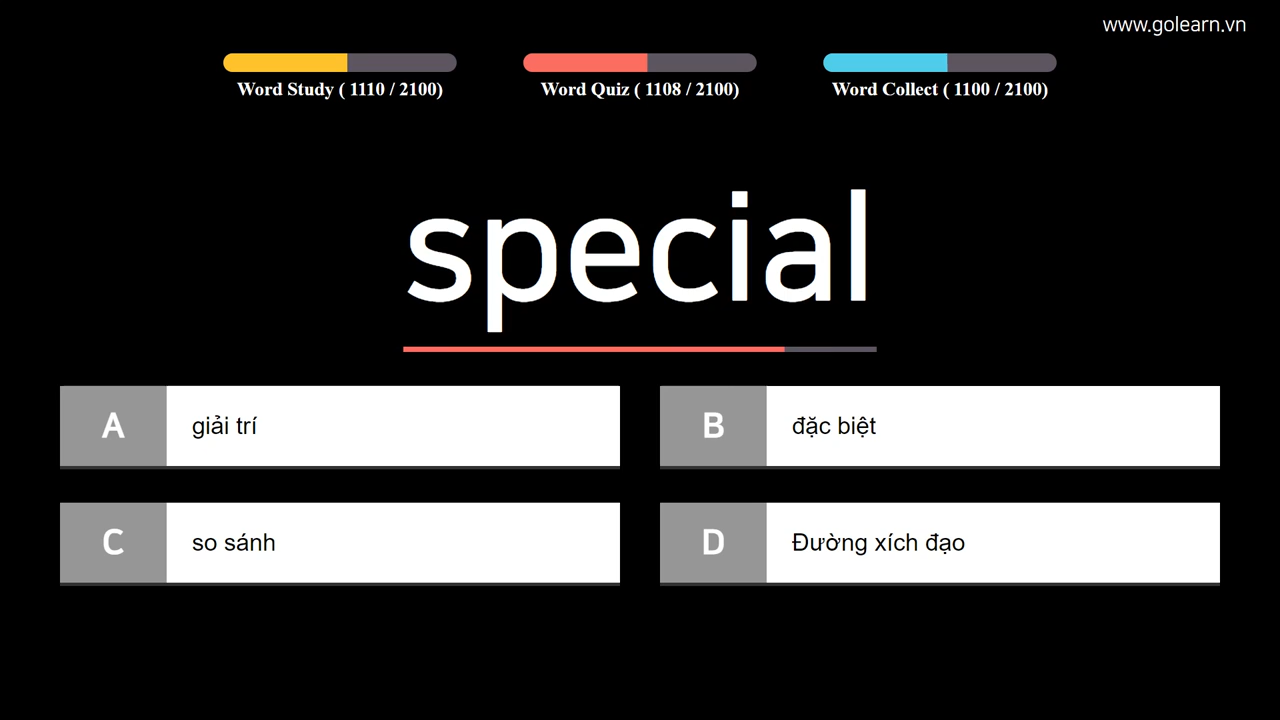 www.golearn.vn
Word Study ( 1110 / 2100)
Word Quiz ( 1108 / 2100)
Word Collect ( 1100 / 2100)
special
A giải trí
B đặc biệt
C so sánh
D Đường xích đạo